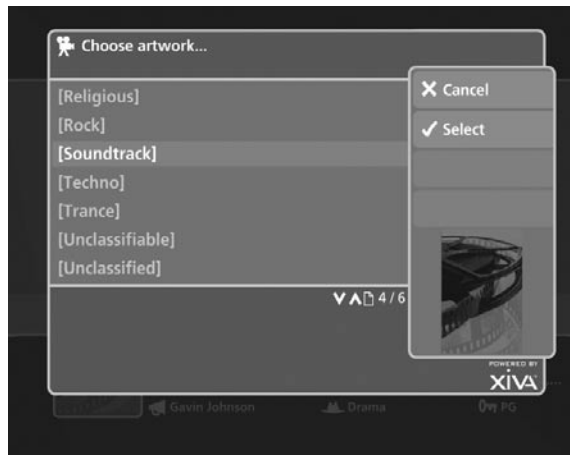 Choose artwork...
[Religious]
[Rock]
[Soundtrack]
[Techno]
[Trance]
[Unclassifiable]
[Unclassified]
4 / 6
Cancel
Select
POWERED BY
XiVA
Gavin Johnson
Drama
PG